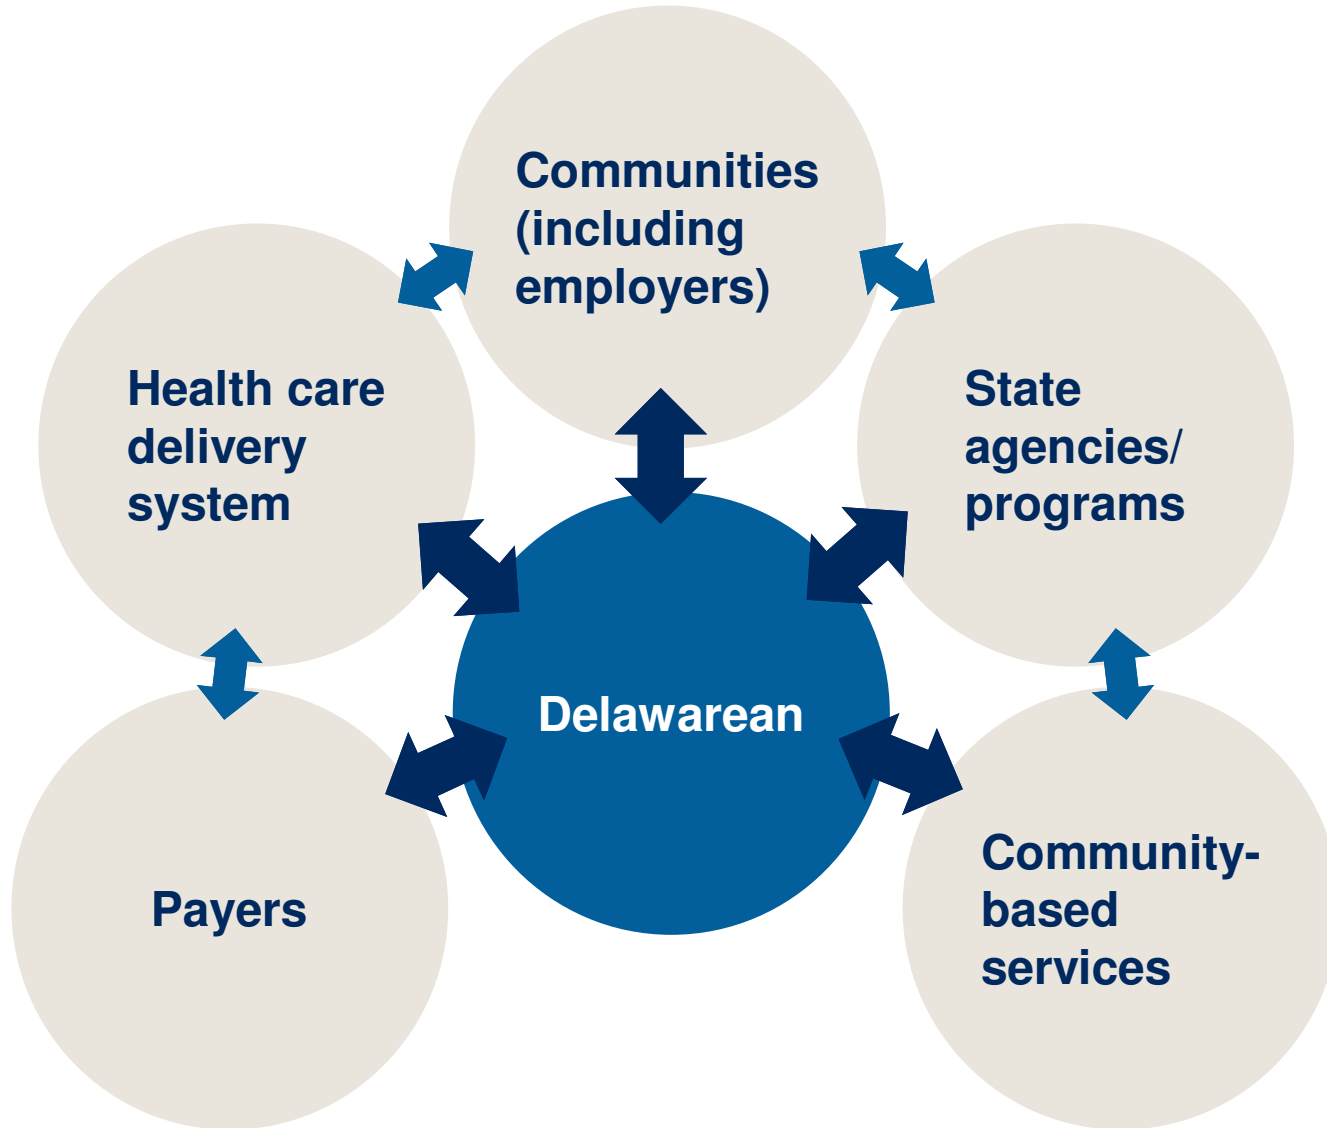 Communities
(including
employers)
Health care
delivery
system
State
agencies/
programs
Delawarean
Payers
Community-
based
services